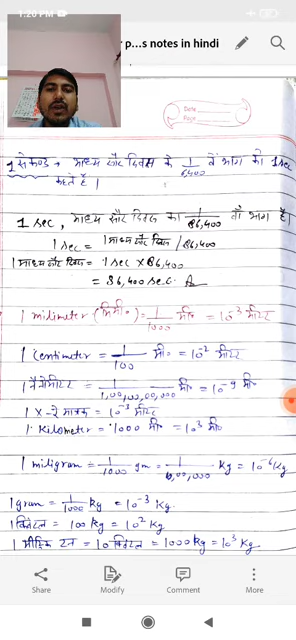 1:20 PM
r p...s notes in hindi
Date
Page
1 सेकण्ड → माध्य सौर दिवस के 1/6,400 वें भाग को 1 sec
कहते हैं।
1 sec, माध्य सौर दिवस का 1/86,400 वाँ भाग है।
1 sec = 1 माध्य सौर दिवस / 86,400
1 माध्य सौर दिवस = 1 sec × 86,400
= 86,400 sec.
1 milimeter (मिमी०) = 1/1000 मी० = 10⁻³ मीटर
1 Centimeter = 1/100 मी० = 10⁻² मीटर
1 नैनोमीटर = 1/1,00,00,00,000 मी० = 10⁻⁹ मी०
1 x-रे मात्रक = 10⁻¹³ मीटर
1 Kilometer = 1000 मी० = 10³ मी०
1 miligram = 1/1000 gm = 1/10,00,000 kg = 10⁻⁶ Kg
1 gram = 1/1000 kg = 10⁻³ Kg.
1 क्विंटल = 100 kg = 10² Kg
1 मीट्रिक टन = 10 क्विंटल = 1000 kg = 10³ Kg
Share
Markup
Comment
More